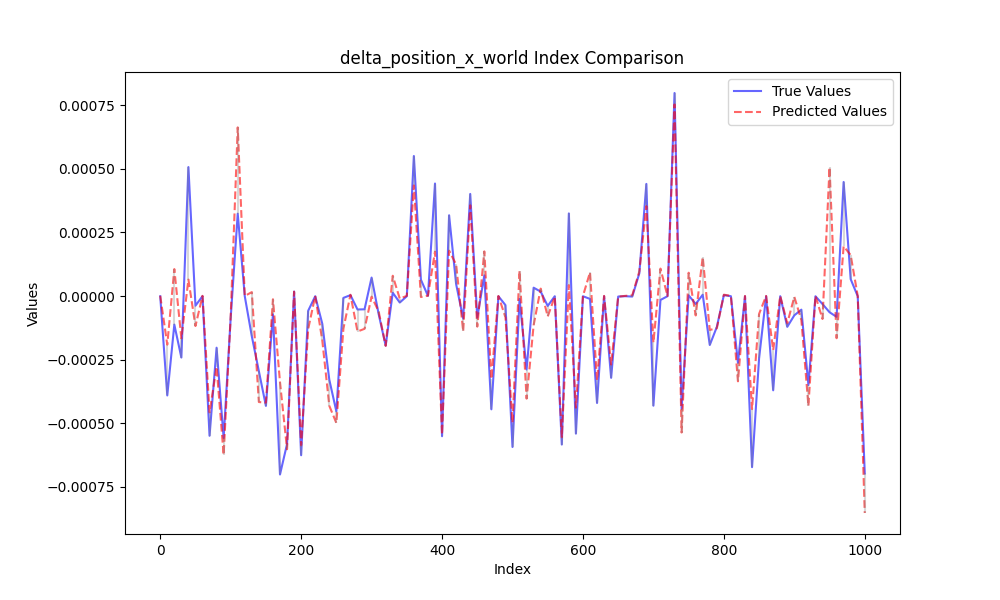 delta_position_x_world Index Comparison
True Values
Predicted Values
0.00075
0.00050
0.00025
0.00000
−0.00025
−0.00050
−0.00075
Values
0
200
400
600
800
1000
Index